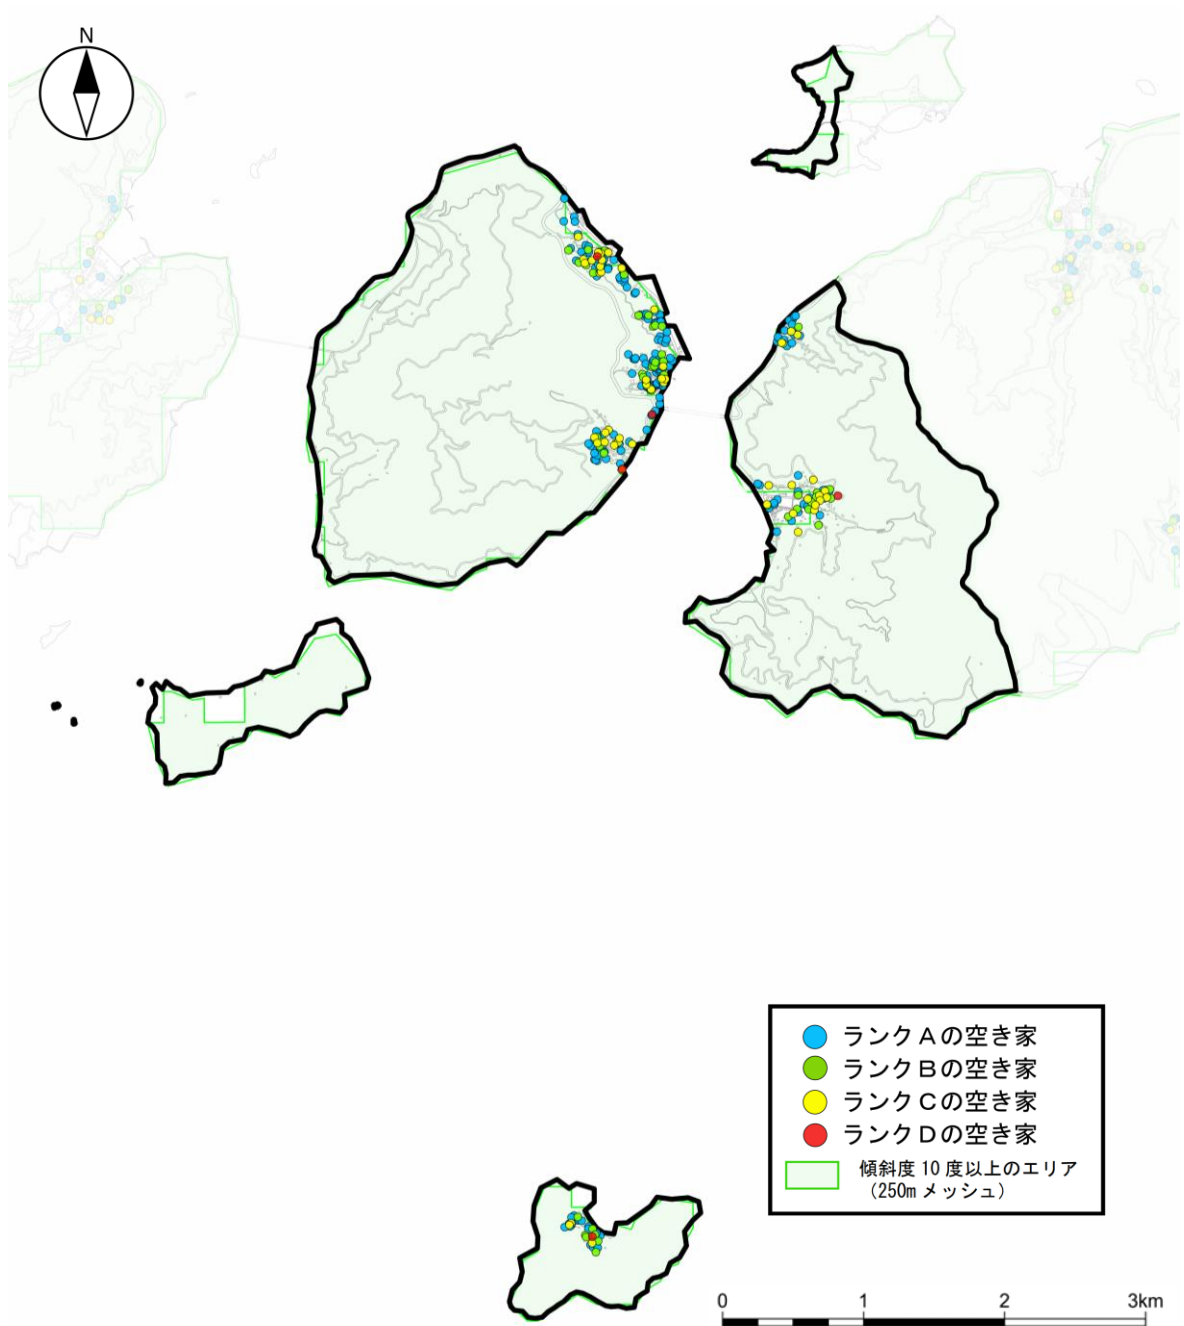 N
ランクＡの空き家
ランクＢの空き家
ランクＣの空き家
ランクＤの空き家
傾斜度 10 度以上のエリア
（250m メッシュ）
0 1 2 3km